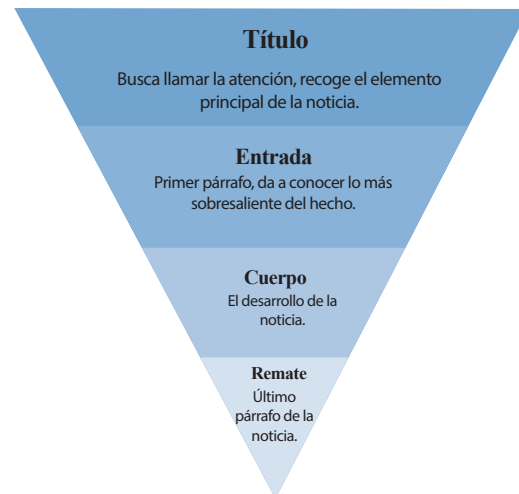 Título
Busca llamar la atención, recoge el elemento
principal de la noticia.
Entrada
Primer párrafo, da a conocer lo más
sobresaliente del hecho.
Cuerpo
El desarrollo de la
noticia.
Remate
Último
párrafo de la
noticia.